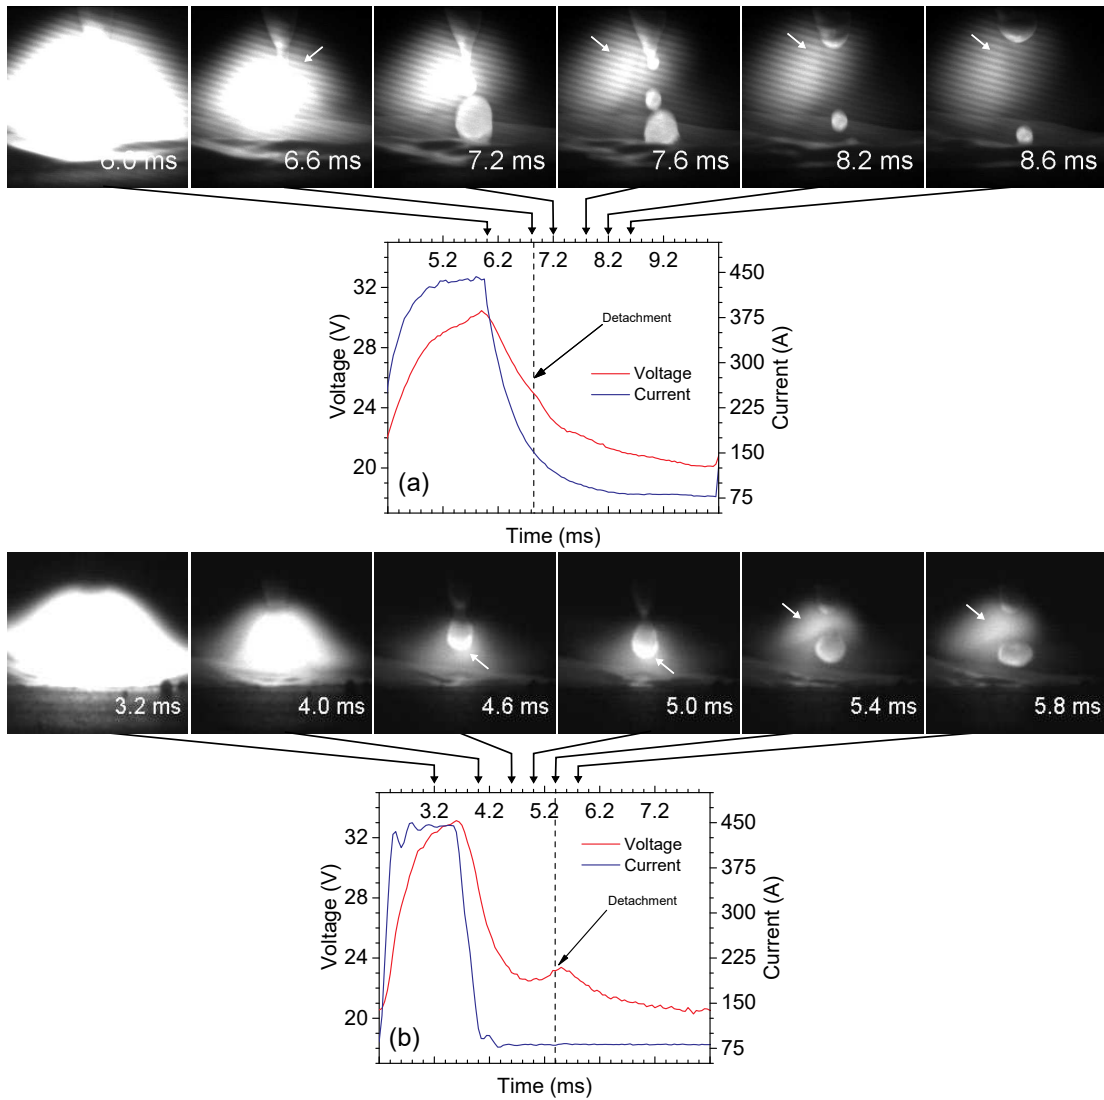 6.0 ms 6.6 ms 7.2 ms 7.6 ms 8.2 ms 8.6 ms
5.2 6.2 7.2 8.2 9.2
32
28
24
20
Voltage (V)
450
375
300
225
150
75
Current (A)
Detachment
Voltage
Current
(a)
Time (ms)
3.2 ms 4.0 ms 4.6 ms 5.0 ms 5.4 ms 5.8 ms
3.2 4.2 5.2 6.2 7.2
32
28
24
20
Voltage (V)
450
375
300
225
150
75
Current (A)
Voltage
Current
Detachment
(b)
Time (ms)